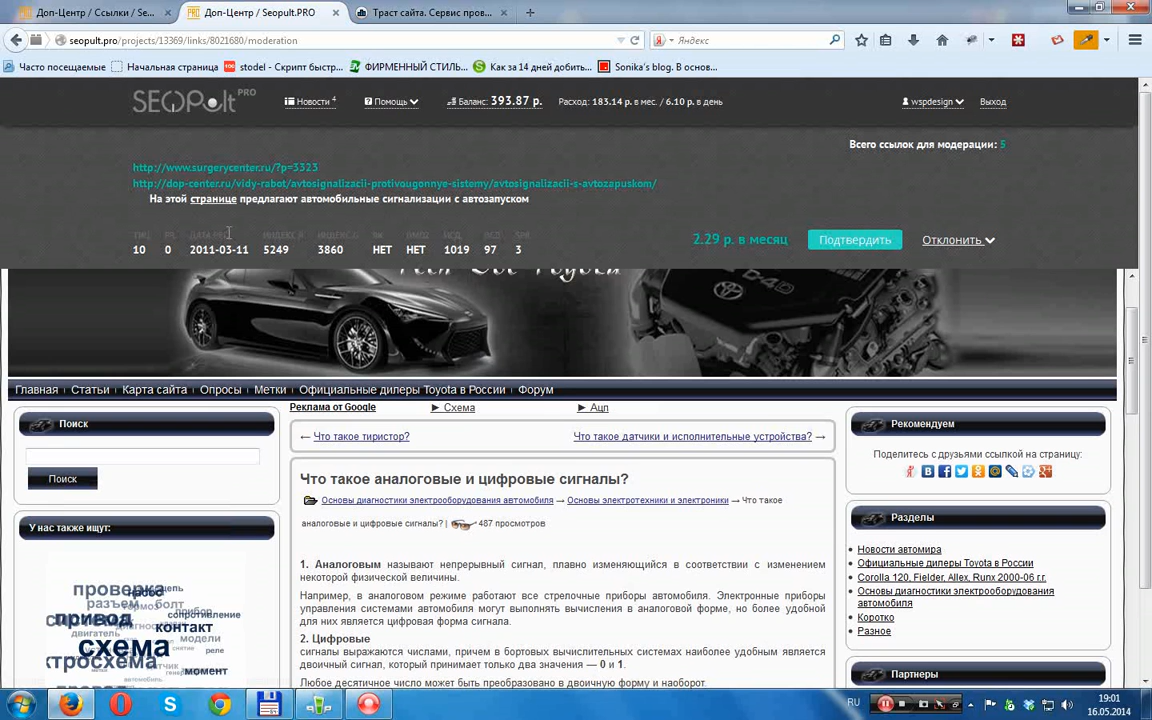 Доп-Центр / Ссылки / Se...
Доп-Центр / Seopult.PRO
Траст сайта. Сервис пров...
seopult.pro/projects/13369/links/8021680/moderation
Яндекс
Часто посещаемые
Начальная страница
stodel - Скрипт быстр...
ФИРМЕННЫЙ СТИЛЬ...
Как за 14 дней добить...
Sonika's blog. В основ...
SEOPult PRO
Новости 4
Помощь
Баланс: 393.87 р.
Расход: 183.14 р. в мес. / 6.10 р. в день
wspdesign
Выход
Всего ссылок для модерации: 5
http://www.surgerycenter.ru/?p=3323
http://dop-center.ru/vidy-rabot/avtosignalizacii-protivougonnye-sistemy/avtosignalizacii-s-avtozapuskom/
На этой странице предлагают автомобильные сигнализации с автозапуском
10 0 2011-03-11 5249 3860 НЕТ НЕТ 1019 97 3
2.29 р. в месяц
Подтвердить
Отклонить
Главная Статьи Карта сайта Опросы Метки Официальные дилеры Toyota в России Форум
Поиск
Поиск
У нас также ищут:
проверка
разъем
болт
тормоз
прибор
сопротивление
привод
контакт
двигатель
модели
схема
реле
момент
Реклама от Google
► Схема
► Ацп
← Что такое тиристор?
Что такое датчики и исполнительные устройства? →
Что такое аналоговые и цифровые сигналы?
Основы диагностики электрооборудования автомобиля → Основы электротехники и электроники → Что такое
аналоговые и цифровые сигналы? | 487 просмотров
1. Аналоговым называют непрерывный сигнал, плавно изменяющийся в соответствии с изменением
некоторой физической величины.
Например, в аналоговом режиме работают все стрелочные приборы автомобиля. Электронные приборы
управления системами автомобиля могут выполнять вычисления в аналоговой форме, но более удобной
для них является цифровая форма сигнала.
2. Цифровые
сигналы выражаются числами, причем в бортовых вычислительных системах наиболее удобным является
двоичный сигнал, который принимает только два значения — 0 и 1.
Любое десятичное число может быть преобразовано в двоичную форму и наоборот.
Рекомендуем
Поделитесь с друзьями ссылкой на страницу:
Разделы
Новости автомира
Официальные дилеры Toyota в России
Corolla 120, Fielder, Allex, Runx 2000-06 г.г.
Основы диагностики электрооборудования
автомобиля
Коротко
Разное
Партнеры
RU
19:01
16.05.2014